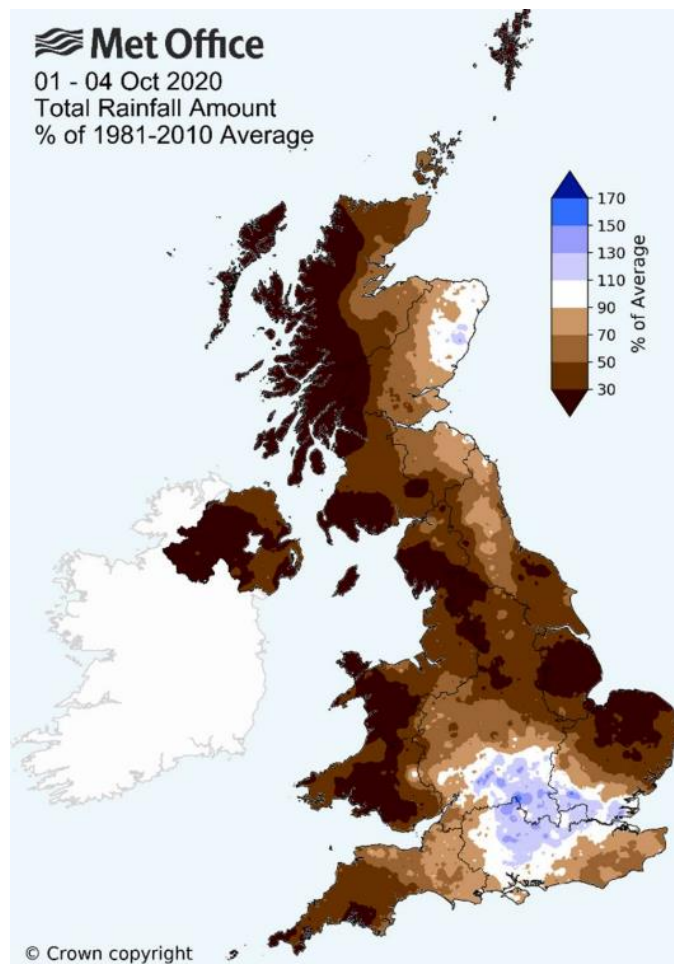 Met Office
01 - 04 Oct 2020
Total Rainfall Amount
% of 1981-2010 Average
170
150
130
110
90
70
50
30
% of Average
© Crown copyright